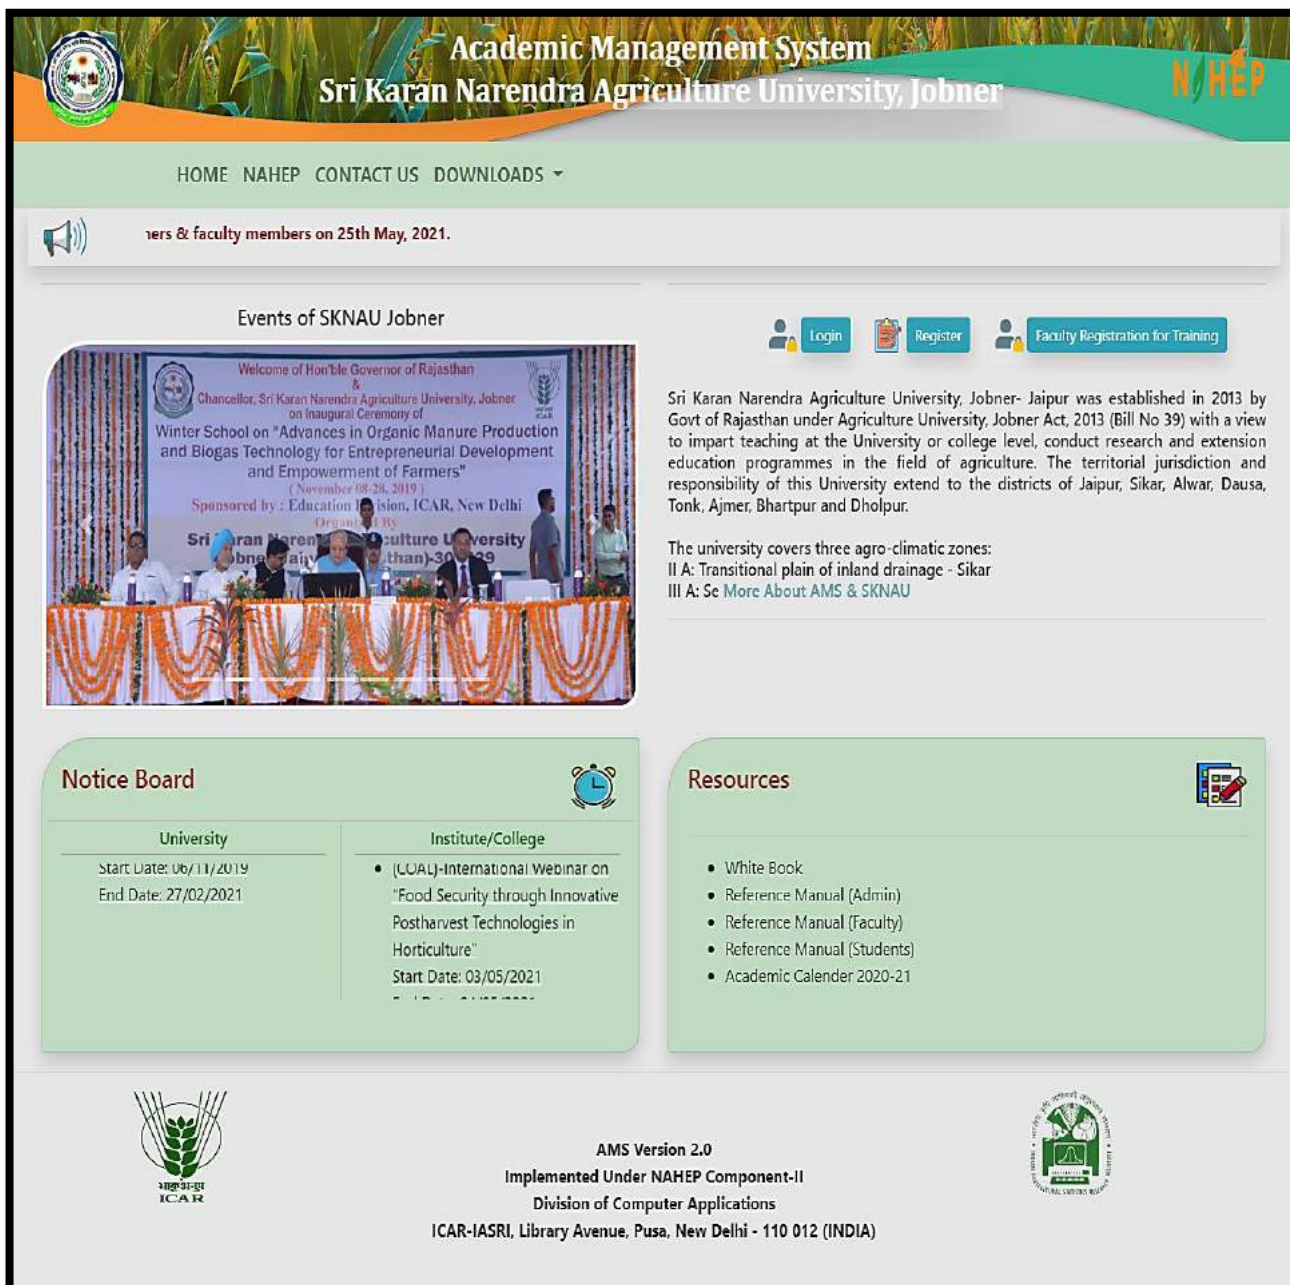 Academic Management System
Sri Karan Narendra Agriculture University, Jobner
NAHEP
HOME NAHEP CONTACT US DOWNLOADS
ners & faculty members on 25th May, 2021.
Events of SKNAU Jobner
Welcome of Hon'ble Governor of Rajasthan
&
Chancellor, Sri Karan Narendra Agriculture University, Jobner
on Inaugural Ceremony of
Winter School on "Advances in Organic Manure Production
and Biogas Technology for Entrepreneurial Development
and Empowerment of Farmers"
( November 08-28, 2019 )
Sponsored by : Education Division, ICAR, New Delhi
Organized By
Login
Register
Faculty Registration for Training
Sri Karan Narendra Agriculture University, Jobner- Jaipur was established in 2013 by
Govt of Rajasthan under Agriculture University, Jobner Act, 2013 (Bill No 39) with a view
to impart teaching at the University or college level, conduct research and extension
education programmes in the field of agriculture. The territorial jurisdiction and
responsibility of this University extend to the districts of Jaipur, Sikar, Alwar, Dausa,
Tonk, Ajmer, Bhartpur and Dholpur.
The university covers three agro-climatic zones:
II A: Transitional plain of inland drainage - Sikar
III A: Se More About AMS & SKNAU
Notice Board
University
Start Date: 06/11/2019
End Date: 27/02/2021
Institute/College
• (COAL)-International Webinar on
"Food Security through Innovative
Postharvest Technologies in
Horticulture"
Start Date: 03/05/2021
Resources
• White Book
• Reference Manual (Admin)
• Reference Manual (Faculty)
• Reference Manual (Students)
• Academic Calender 2020-21
भाकृअनुप
ICAR
AMS Version 2.0
Implemented Under NAHEP Component-II
Division of Computer Applications
ICAR-IASRI, Library Avenue, Pusa, New Delhi - 110 012 (INDIA)